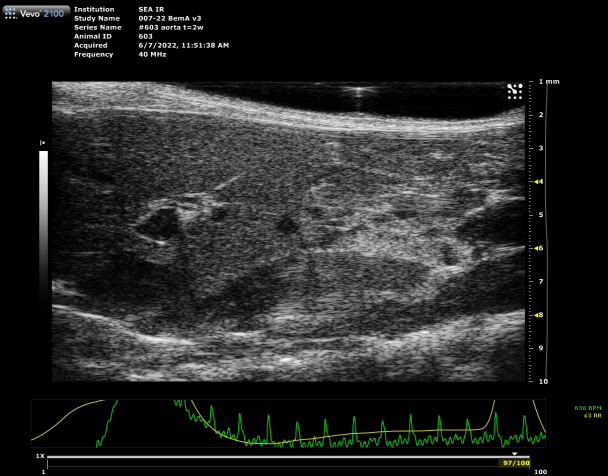 Vevo 2100
Institution SEA IR
Study Name 007-22 BemA v3
Series Name #603 aorta t=2w
Animal ID 603
Acquired 6/7/2022, 11:51:38 AM
Frequency 40 MHz
1 mm
2
3
4
5
6
7
8
9
10
636 BPM
43 RR
1X
97/100
1 100